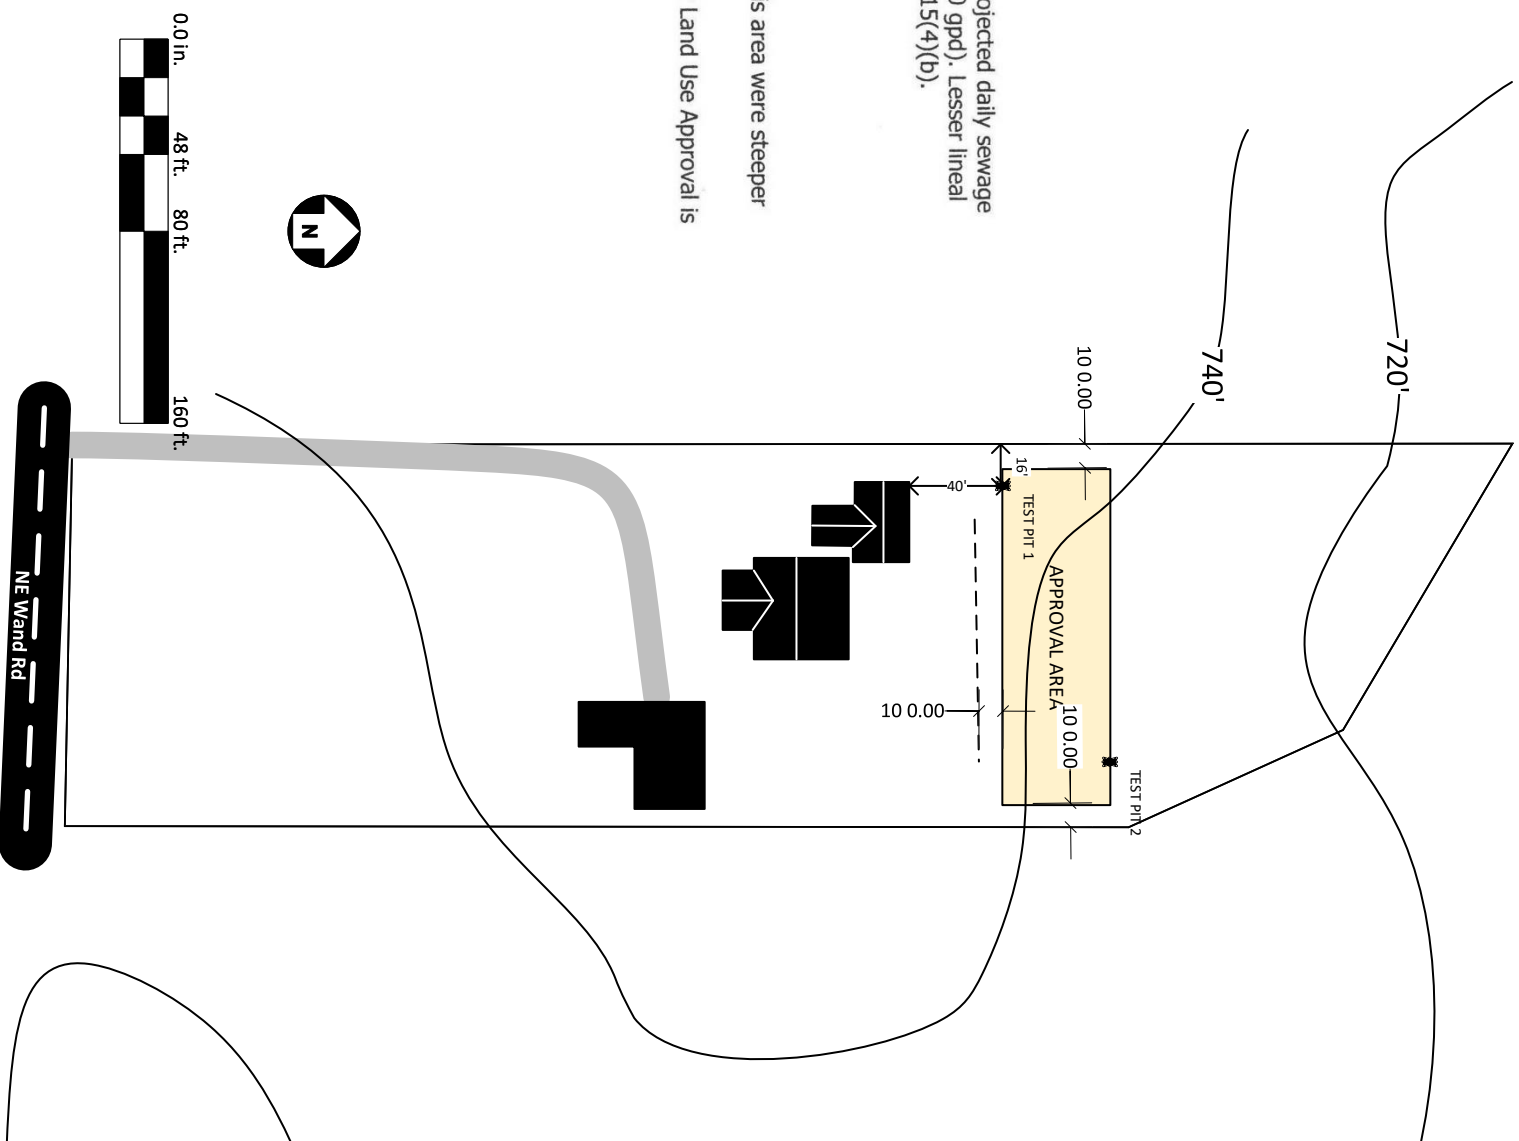 ojected daily sewage
0 gpd). Lesser lineal
15(4)(b).
is area were steeper
Land Use Approval is
0.0 in.
48 ft.
80 ft.
160 ft.
N
740'
720'
10 0.00
16'
40'
TEST PIT 1
APPROVAL AREA
10 0.00
10 0.00
TEST PIT 2
NE Wand Rd